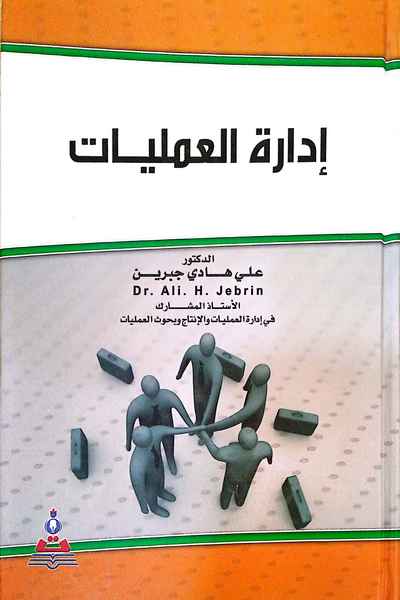 إدارة العمليات
الدكتور
علي هادي جبرين
Dr. Ali. H. Jebrin
الأستاذ المشارك
في إدارة العمليات والإنتاج وبحوث العمليات